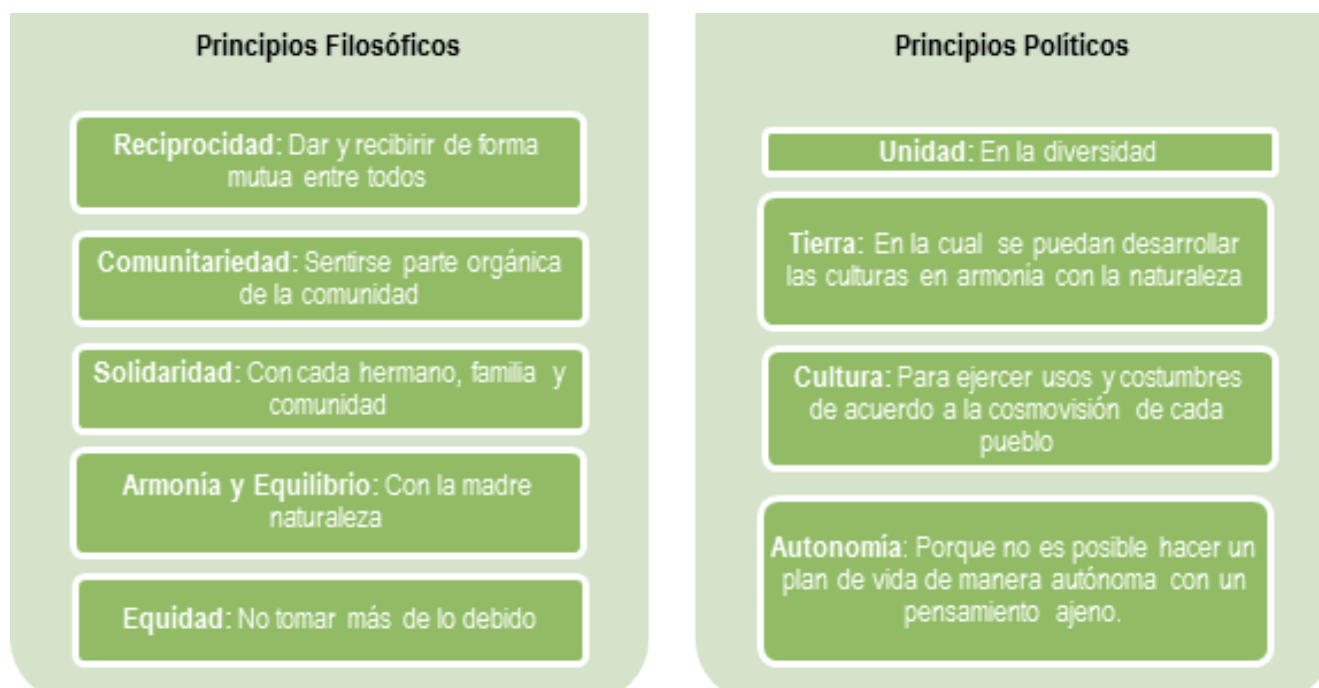 Principios Filosóficos
Reciprocidad: Dar y recibirir de forma
mutua entre todos
Comunitariedad: Sentirse parte orgánica
de la comunidad
Solidaridad: Con cada hermano, familia y
comunidad
Armonía y Equilibrio: Con la madre
naturaleza
Equidad: No tomar más de lo debido
Principios Políticos
Unidad: En la diversidad
Tierra: En la cual se puedan desarrollar
las culturas en armonía con la naturaleza
Cultura: Para ejercer usos y costumbres
de acuerdo a la cosmovisión de cada
pueblo
Autonomía: Porque no es posible hacer un
plan de vida de manera autónoma con un
pensamiento ajeno.